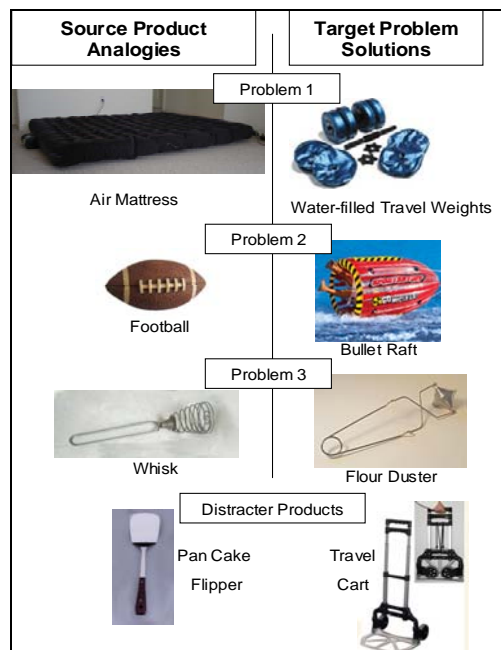 Source Product
Analogies
Target Problem
Solutions
Problem 1
Air Mattress
Water-filled Travel Weights
Problem 2
Football
Bullet Raft
Problem 3
Whisk
Flour Duster
Distracter Products
Pan Cake
Flipper
Travel
Cart